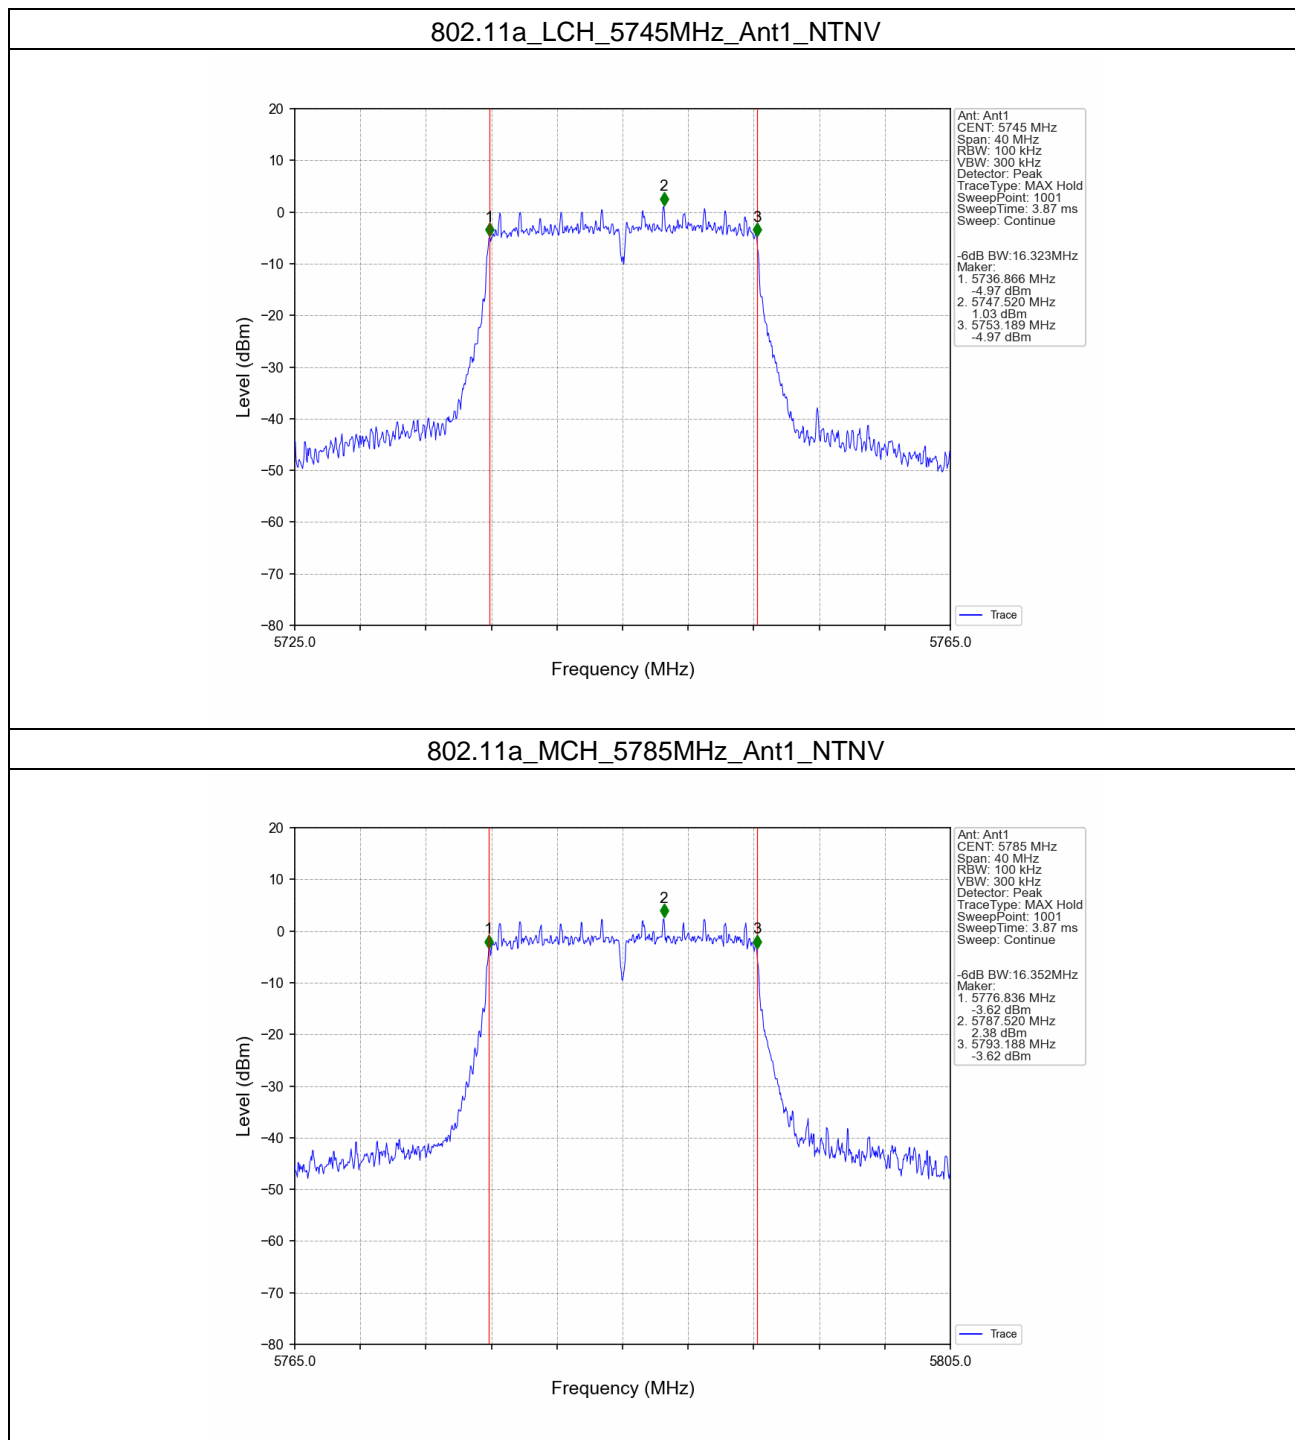 802.11a_LCH_5745MHz_Ant1_NTNV
20
10
0
−10
−20
−30
−40
−50
−60
−70
−80
Level (dBm)
1
2
3
5725.0
5765.0
Frequency (MHz)
Ant: Ant1
CENT: 5745 MHz
Span: 40 MHz
RBW: 100 kHz
VBW: 300 kHz
Detector: Peak
TraceType: MAX Hold
SweepPoint: 1001
SweepTime: 3.87 ms
Sweep: Continue
-6dB BW:16.323MHz
Maker:
1. 5736.866 MHz
-4.97 dBm
2. 5747.520 MHz
1.03 dBm
3. 5753.189 MHz
-4.97 dBm
Trace
802.11a_MCH_5785MHz_Ant1_NTNV
20
10
0
−10
−20
−30
−40
−50
−60
−70
−80
Level (dBm)
1
2
3
5765.0
5805.0
Frequency (MHz)
Ant: Ant1
CENT: 5785 MHz
Span: 40 MHz
RBW: 100 kHz
VBW: 300 kHz
Detector: Peak
TraceType: MAX Hold
SweepPoint: 1001
SweepTime: 3.87 ms
Sweep: Continue
-6dB BW:16.352MHz
Maker:
1. 5776.836 MHz
-3.62 dBm
2. 5787.520 MHz
2.38 dBm
3. 5793.188 MHz
-3.62 dBm
Trace